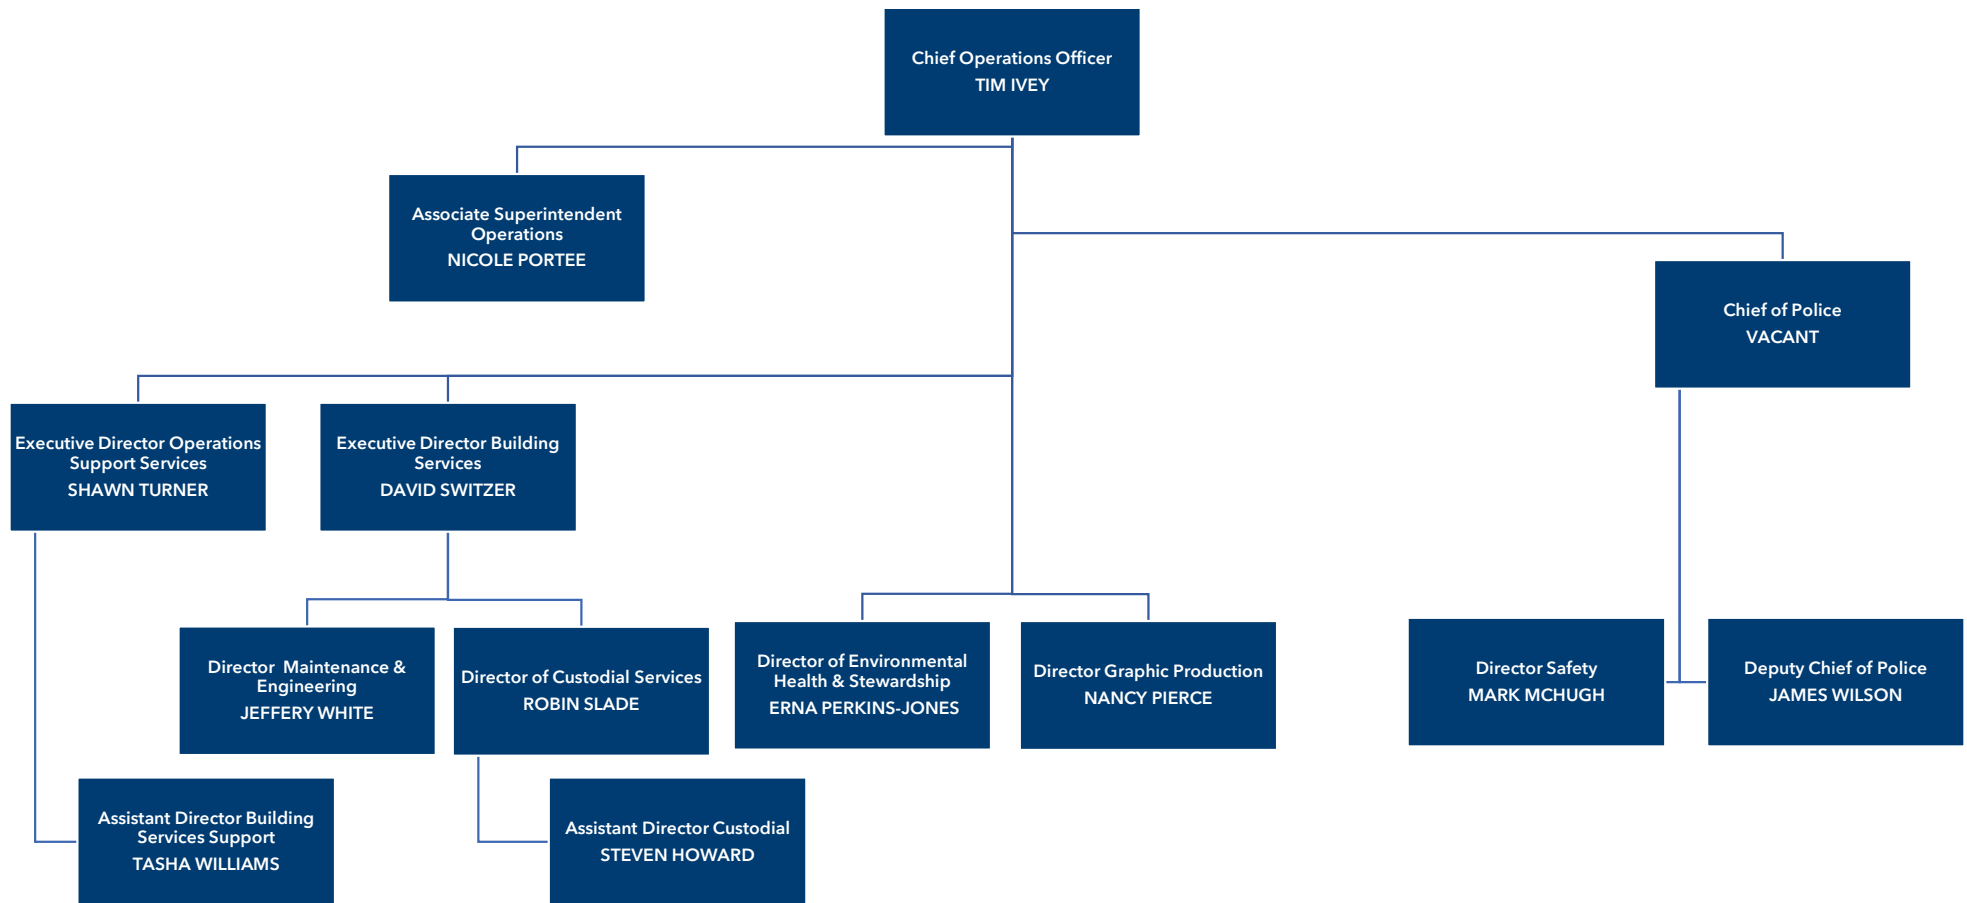 Chief Operations Officer
TIM IVEY
Associate Superintendent
Operations
NICOLE PORTEE
Chief of Police
VACANT
Executive Director Operations
Support Services
SHAWN TURNER
Executive Director Building
Services
DAVID SWITZER
Director Maintenance &
Engineering
JEFFERY WHITE
Director of Custodial Services
ROBIN SLADE
Director of Environmental
Health & Stewardship
ERNA PERKINS-JONES
Director Graphic Production
NANCY PIERCE
Director Safety
MARK MCHUGH
Deputy Chief of Police
JAMES WILSON
Assistant Director Building
Services Support
TASHA WILLIAMS
Assistant Director Custodial
STEVEN HOWARD